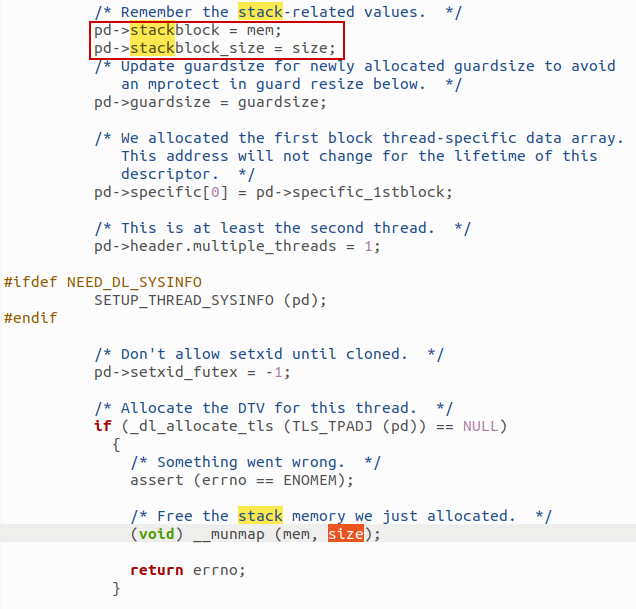 /* Remember the stack-related values.  */
pd->stackblock = mem;
pd->stackblock_size = size;
/* Update guardsize for newly allocated guardsize to avoid
an mprotect in guard resize below.  */
pd->guardsize = guardsize;
/* We allocated the first block thread-specific data array.
This address will not change for the lifetime of this
descriptor.  */
pd->specific[0] = pd->specific_1stblock;
/* This is at least the second thread.  */
pd->header.multiple_threads = 1;
#ifdef NEED_DL_SYSINFO
SETUP_THREAD_SYSINFO (pd);
#endif
/* Don't allow setxid until cloned.  */
pd->setxid_futex = -1;
/* Allocate the DTV for this thread.  */
if (_dl_allocate_tls (TLS_TPADJ (pd)) == NULL)
{
/* Something went wrong.  */
assert (errno == ENOMEM);
/* Free the stack memory we just allocated.  */
(void) __munmap (mem, size);
return errno;
}